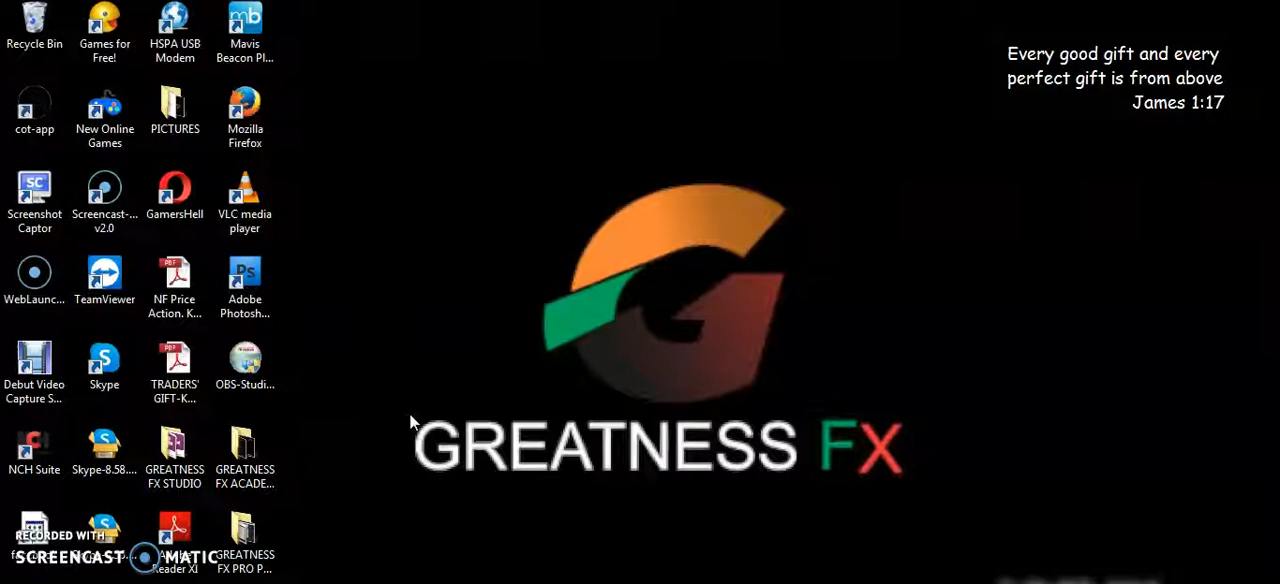 Recycle Bin
Games for
Free!
HSPA USB
Modem
Mavis
Beacon Pl...
Every good gift and every
perfect gift is from above
James 1:17
cot-app
New Online
Games
PICTURES
Mozilla
Firefox
SC
Screenshot
Captor
Screencast-...
v2.0
GamersHell
VLC media
player
WebLaunc...
TeamViewer
NF Price
Action. K...
Adobe
Photosh...
Debut Video
Capture S...
Skype
TRADERS'
GIFT-K...
OBS-Studi...
GREATNESS FX
NCH Suite
Skype-8.58....
GREATNESS
FX STUDIO
GREATNESS
FX ACADE...
RECORDED WITH
SCREENCAST MATIC
Reader XI
GREATNESS
FX PRO P...